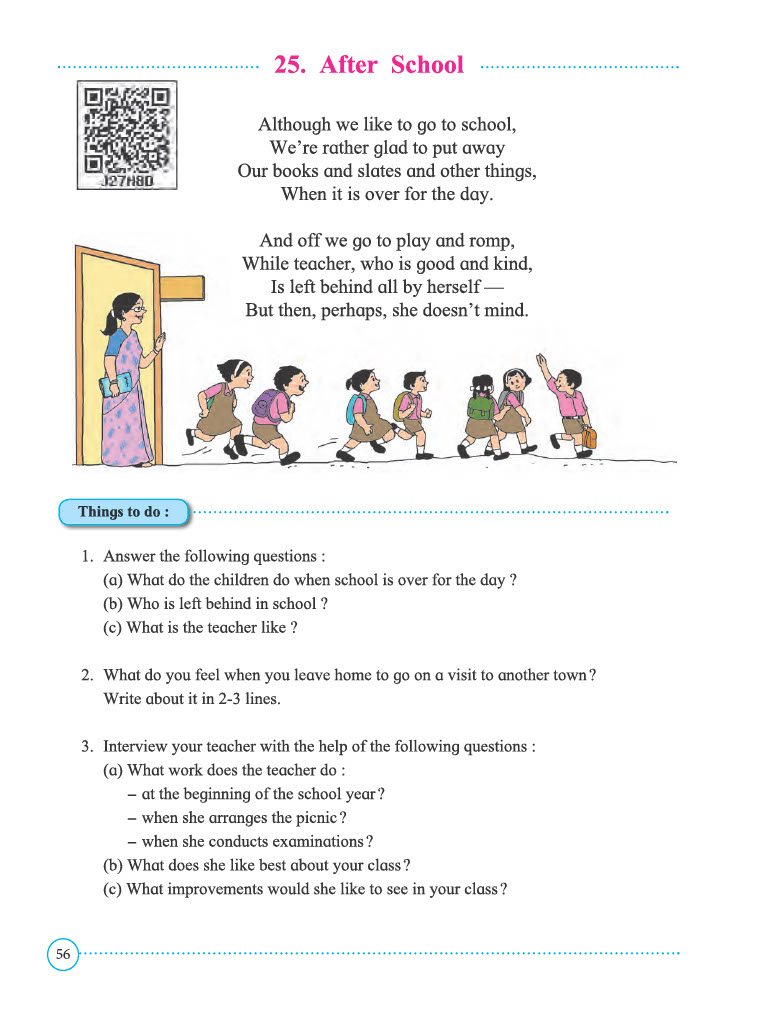 25. After School
J27M8D
Although we like to go to school,
We're rather glad to put away
Our books and slates and other things,
When it is over for the day.
And off we go to play and romp,
While teacher, who is good and kind,
Is left behind all by herself —
But then, perhaps, she doesn't mind.
Things to do :
1. Answer the following questions :
(a) What do the children do when school is over for the day ?
(b) Who is left behind in school ?
(c) What is the teacher like ?
2. What do you feel when you leave home to go on a visit to another town ?
Write about it in 2-3 lines.
3. Interview your teacher with the help of the following questions :
(a) What work does the teacher do :
– at the beginning of the school year ?
– when she arranges the picnic ?
– when she conducts examinations ?
(b) What does she like best about your class ?
(c) What improvements would she like to see in your class ?
56